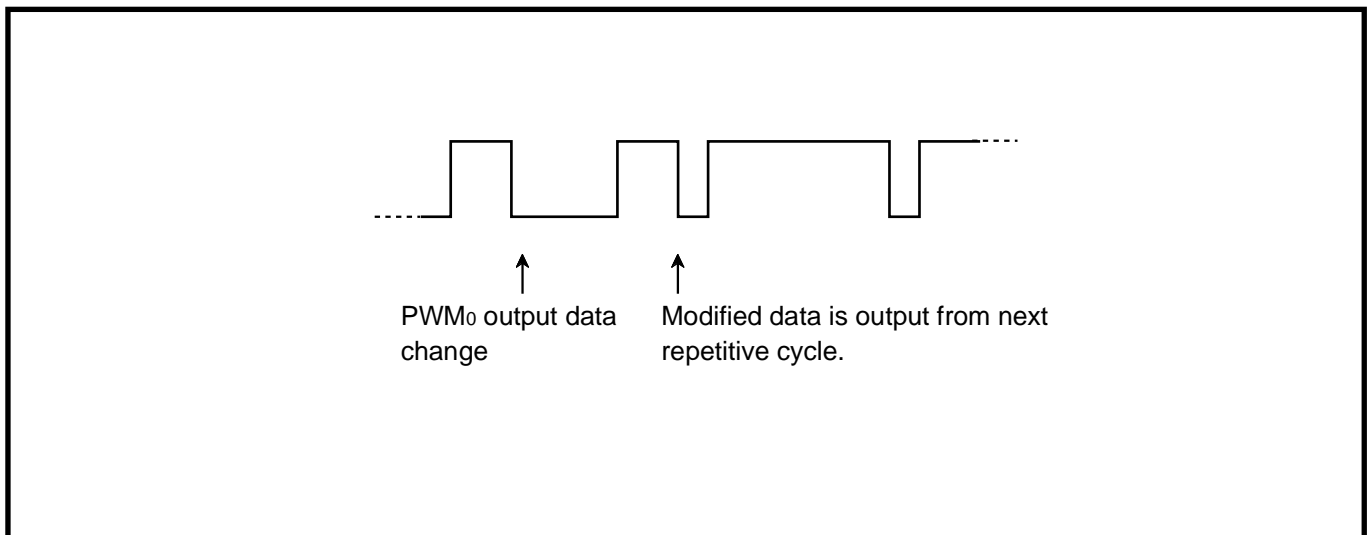 PWM0 output data
change
Modified data is output from next
repetitive cycle.